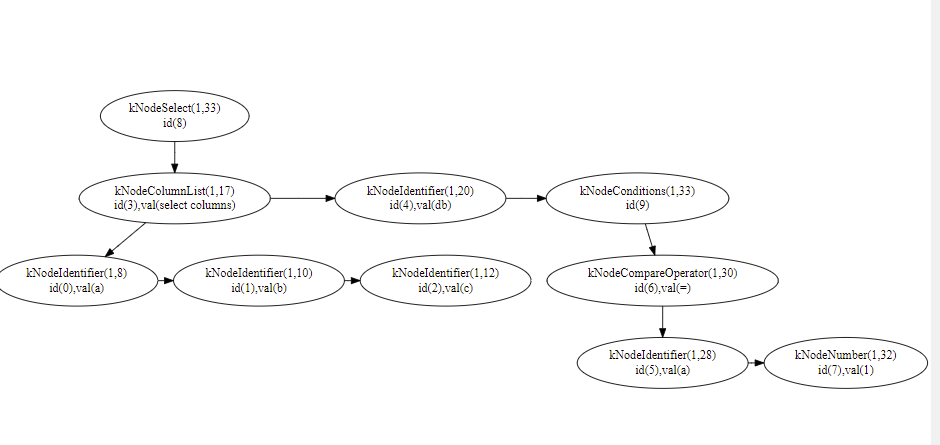 kNodeSelect(1,33)
id(8)
kNodeColumnList(1,17)
id(3),val(select columns)
kNodeIdentifier(1,20)
id(4),val(db)
kNodeConditions(1,33)
id(9)
kNodeIdentifier(1,8)
id(0),val(a)
kNodeIdentifier(1,10)
id(1),val(b)
kNodeIdentifier(1,12)
id(2),val(c)
kNodeCompareOperator(1,30)
id(6),val(=)
kNodeIdentifier(1,28)
id(5),val(a)
kNodeNumber(1,32)
id(7),val(1)